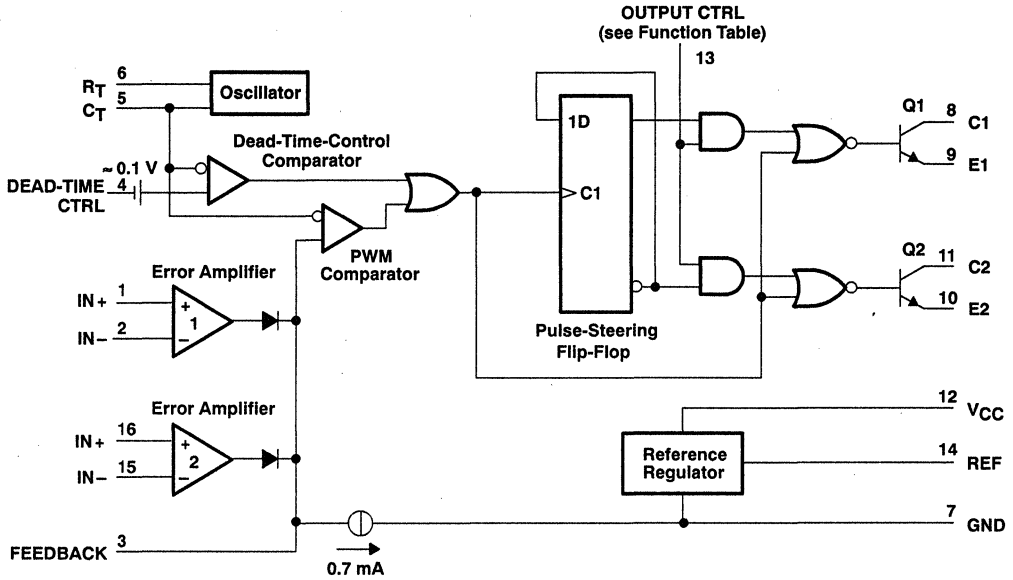 OUTPUT CTRL
(see Function Table)
13
6
RT
5
CT
Oscillator
1D
Q1
8
C1
9
E1
Dead-Time-Control
Comparator
≈ 0.1 V
4
DEAD-TIME
CTRL
C1
PWM
Comparator
Q2
11
C2
10
E2
Error Amplifier
1
IN+
+
1
2
IN–
–
Pulse-Steering
Flip-Flop
Error Amplifier
16
IN+
+
2
15
IN–
–
12
VCC
Reference
Regulator
14
REF
7
GND
3
FEEDBACK
0.7 mA